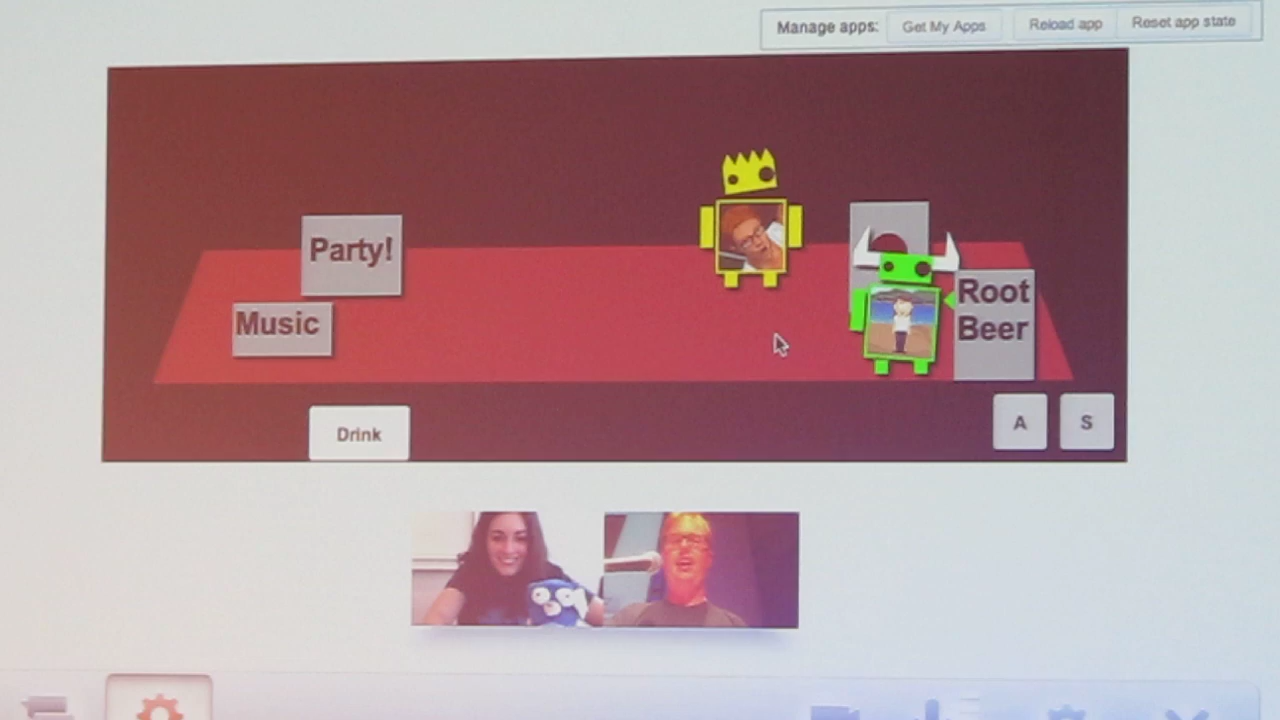 Manage apps: Get My Apps Reload app Reset app state
Party!
Music
Root
Beer
Drink
A S